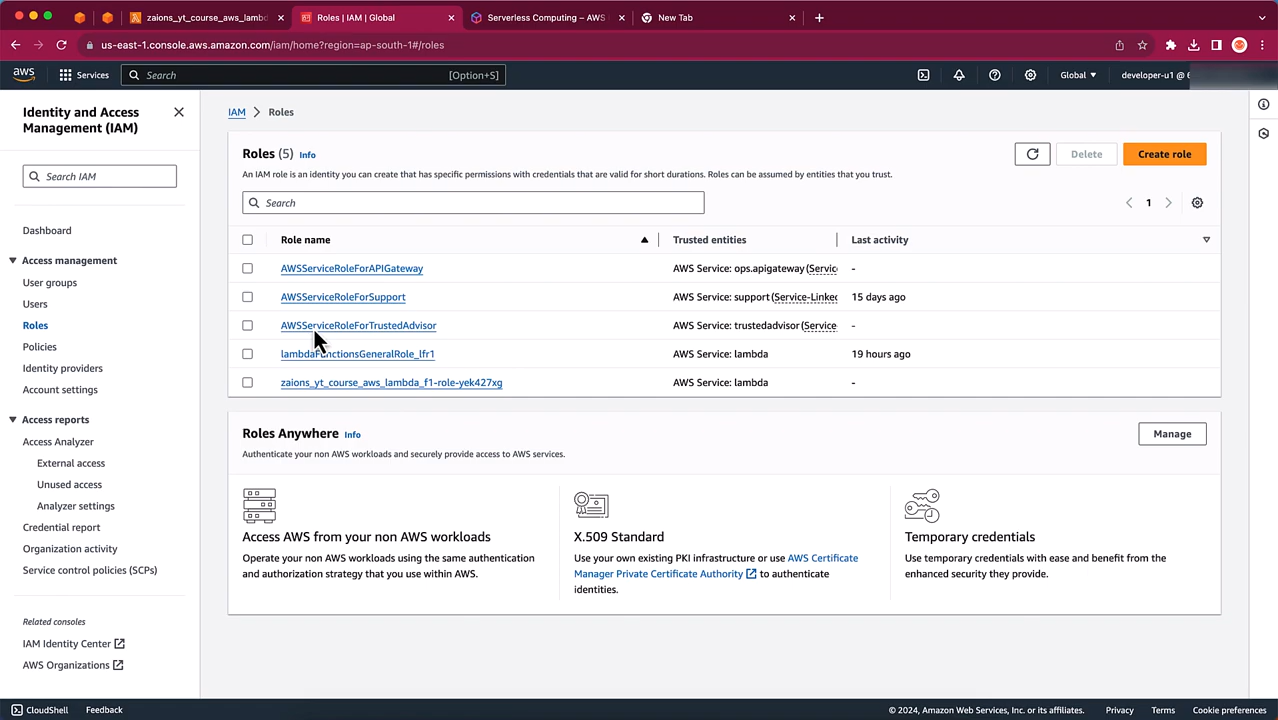 zaions_yt_course_aws_lambd
Roles | IAM | Global
Serverless Computing – AWS
New Tab
us-east-1.console.aws.amazon.com/iam/home?region=ap-south-1#/roles
aws
Services
Search
[Option+S]
Global
developer-u1 @
Identity and Access
Management (IAM)
Search IAM
Dashboard
Access management
User groups
Users
Roles
Policies
Identity providers
Account settings
Access reports
Access Analyzer
External access
Unused access
Analyzer settings
Credential report
Organization activity
Service control policies (SCPs)
Related consoles
IAM Identity Center
AWS Organizations
IAM > Roles
Roles (5) Info
Delete
Create role
An IAM role is an identity you can create that has specific permissions with credentials that are valid for short durations. Roles can be assumed by entities that you trust.
Search
1
Role name Trusted entities Last activity
AWSServiceRoleForAPIGateway AWS Service: ops.apigateway (Service -
AWSServiceRoleForSupport AWS Service: support (Service-Linked 15 days ago
AWSServiceRoleForTrustedAdvisor AWS Service: trustedadvisor (Service -
lambdaFunctionsGeneralRole_lfr1 AWS Service: lambda 19 hours ago
zaions_yt_course_aws_lambda_f1-role-yek427xg AWS Service: lambda -
Roles Anywhere Info
Manage
Authenticate your non AWS workloads and securely provide access to AWS services.
Access AWS from your non AWS workloads
Operate your non AWS workloads using the same authentication
and authorization strategy that you use within AWS.
X.509 Standard
Use your own existing PKI infrastructure or use AWS Certificate
Manager Private Certificate Authority to authenticate
identities.
Temporary credentials
Use temporary credentials with ease and benefit from the
enhanced security they provide.
CloudShell
Feedback
© 2024, Amazon Web Services, Inc. or its affiliates.
Privacy
Terms
Cookie preferences